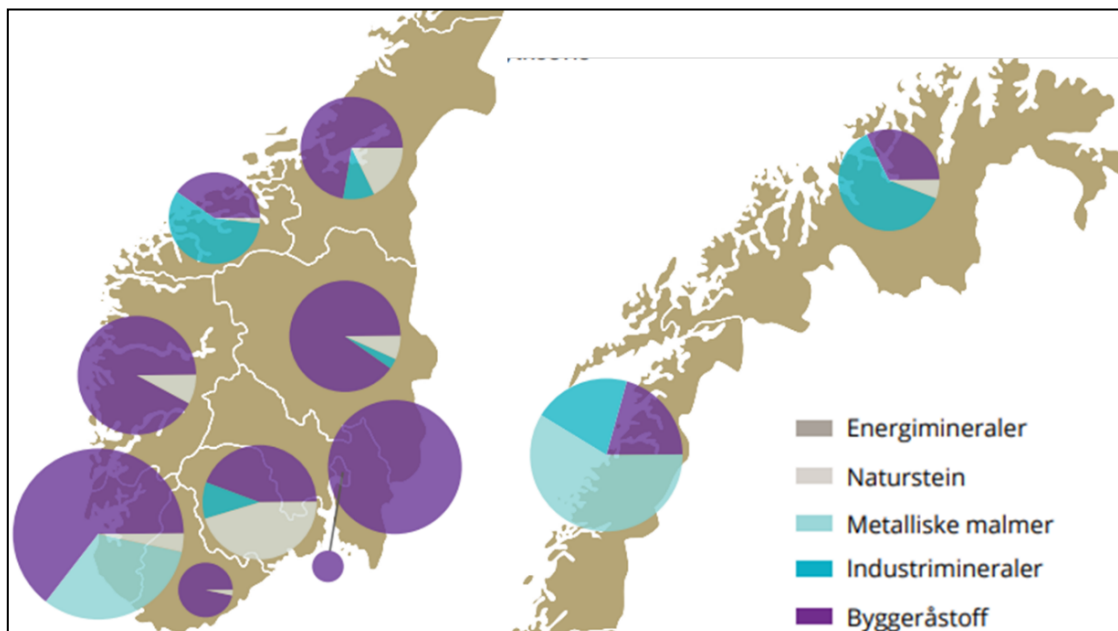 Energimineraler
Naturstein
Metalliske malmer
Industrimineraler
Byggeråstoff